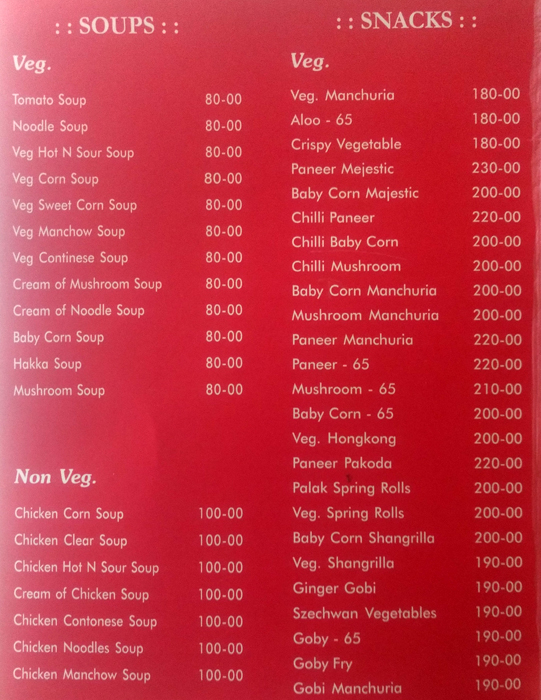 : : SOUPS : :
Veg.
Tomato Soup 80-00
Noodle Soup 80-00
Veg Hot N Sour Soup 80-00
Veg Corn Soup 80-00
Veg Sweet Corn Soup 80-00
Veg Manchow Soup 80-00
Veg Continese Soup 80-00
Cream of Mushroom Soup 80-00
Cream of Noodle Soup 80-00
Baby Corn Soup 80-00
Hakka Soup 80-00
Mushroom Soup 80-00
Non Veg.
Chicken Corn Soup 100-00
Chicken Clear Soup 100-00
Chicken Hot N Sour Soup 100-00
Cream of Chicken Soup 100-00
Chicken Contonese Soup 100-00
Chicken Noodles Soup 100-00
Chicken Manchow Soup 100-00
: : SNACKS : :
Veg.
Veg. Manchuria 180-00
Aloo - 65 180-00
Crispy Vegetable 180-00
Paneer Mejestic 230-00
Baby Corn Majestic 200-00
Chilli Paneer 220-00
Chilli Baby Corn 200-00
Chilli Mushroom 200-00
Baby Corn Manchuria 200-00
Mushroom Manchuria 200-00
Paneer Manchuria 220-00
Paneer - 65 220-00
Mushroom - 65 210-00
Baby Corn - 65 200-00
Veg. Hongkong 200-00
Paneer Pakoda 220-00
Palak Spring Rolls 200-00
Veg. Spring Rolls 200-00
Baby Corn Shangrilla 200-00
Veg. Shangrilla 190-00
Ginger Gobi 190-00
Szechwan Vegetables 190-00
Goby - 65 190-00
Goby Fry 190-00
Gobi Manchuria 190-00